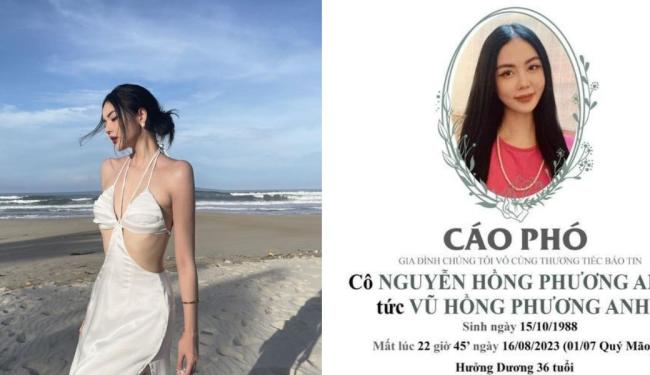 CÁO PHÓ
GIA ĐÌNH CHÚNG TÔI VÔ CÙNG THƯƠNG TIẾC BÁO TIN
Cô NGUYỄN HỒNG PHƯƠNG A
tức VŨ HỒNG PHƯƠNG ANH
Sinh ngày 15/10/1988
Mất lúc 22 giờ 45' ngày 16/08/2023 (01/07 Quý Mão
Hưởng Dương 36 tuổi